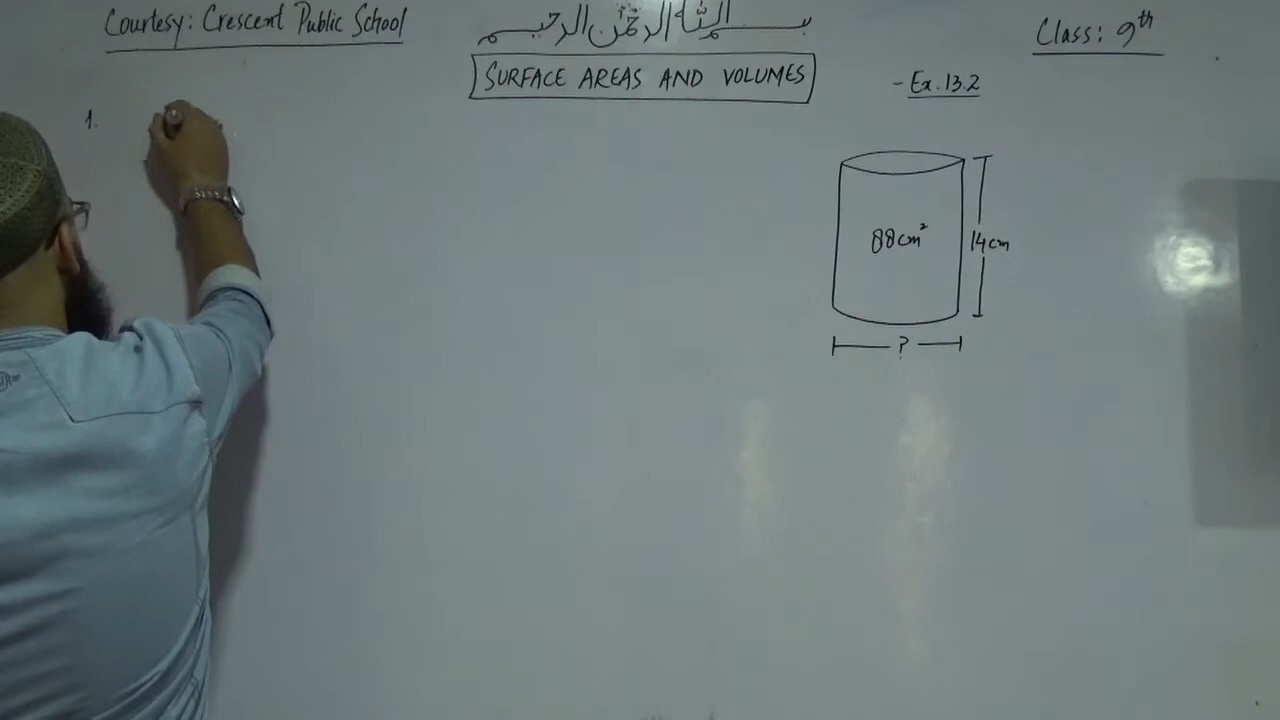 Courtesy: Crescent Public School
بسم الله الرحمن الرحيم
Class: 9th
SURFACE AREAS AND VOLUMES
- Ex. 13.2
1.
88cm²
14cm
?